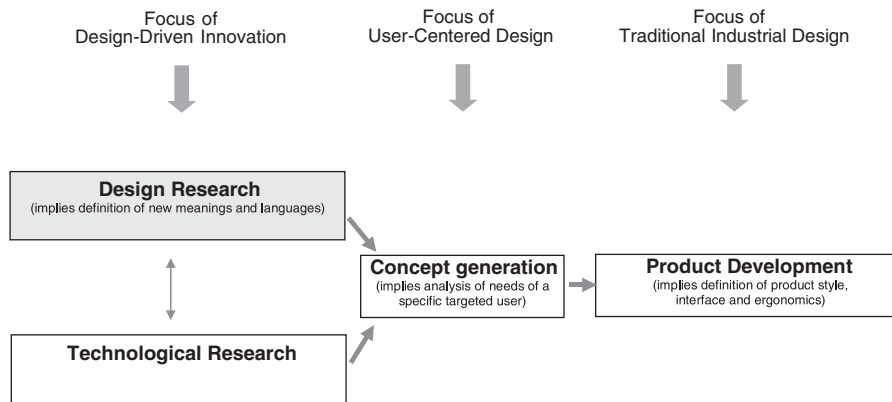 Focus of
Design-Driven Innovation
Focus of
User-Centered Design
Focus of
Traditional Industrial Design
Design Research
(implies definition of new meanings and languages)
Concept generation
(implies analysis of needs of a
specific targeted user)
Product Development
(implies definition of product style,
interface and ergonomics)
Technological Research